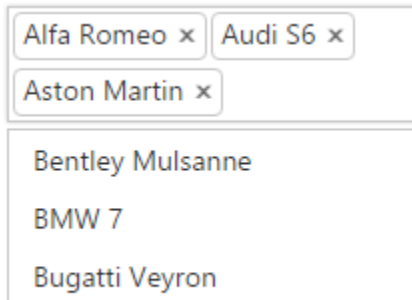 Alfa Romeo × Audi S6 ×
Aston Martin ×
Bentley Mulsanne
BMW 7
Bugatti Veyron